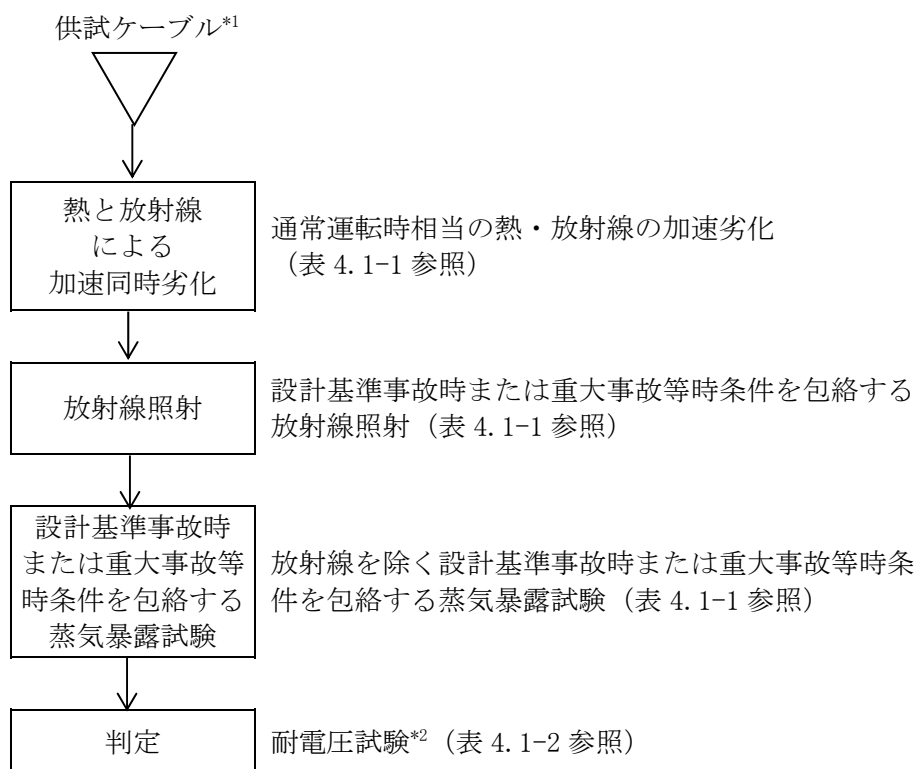 供試ケーブル*1
熱と放射線
による
加速同時劣化
通常運転時相当の熱・放射線の加速劣化
（表 4.1-1 参照）
放射線照射
設計基準事故時または重大事故等時条件を包絡する
放射線照射（表 4.1-1 参照）
設計基準事故時
または重大事故等
時条件を包絡する
蒸気暴露試験
放射線を除く設計基準事故時または重大事故等時条
件を包絡する蒸気暴露試験（表 4.1-1 参照）
判定
耐電圧試験*2（表 4.1-2 参照）